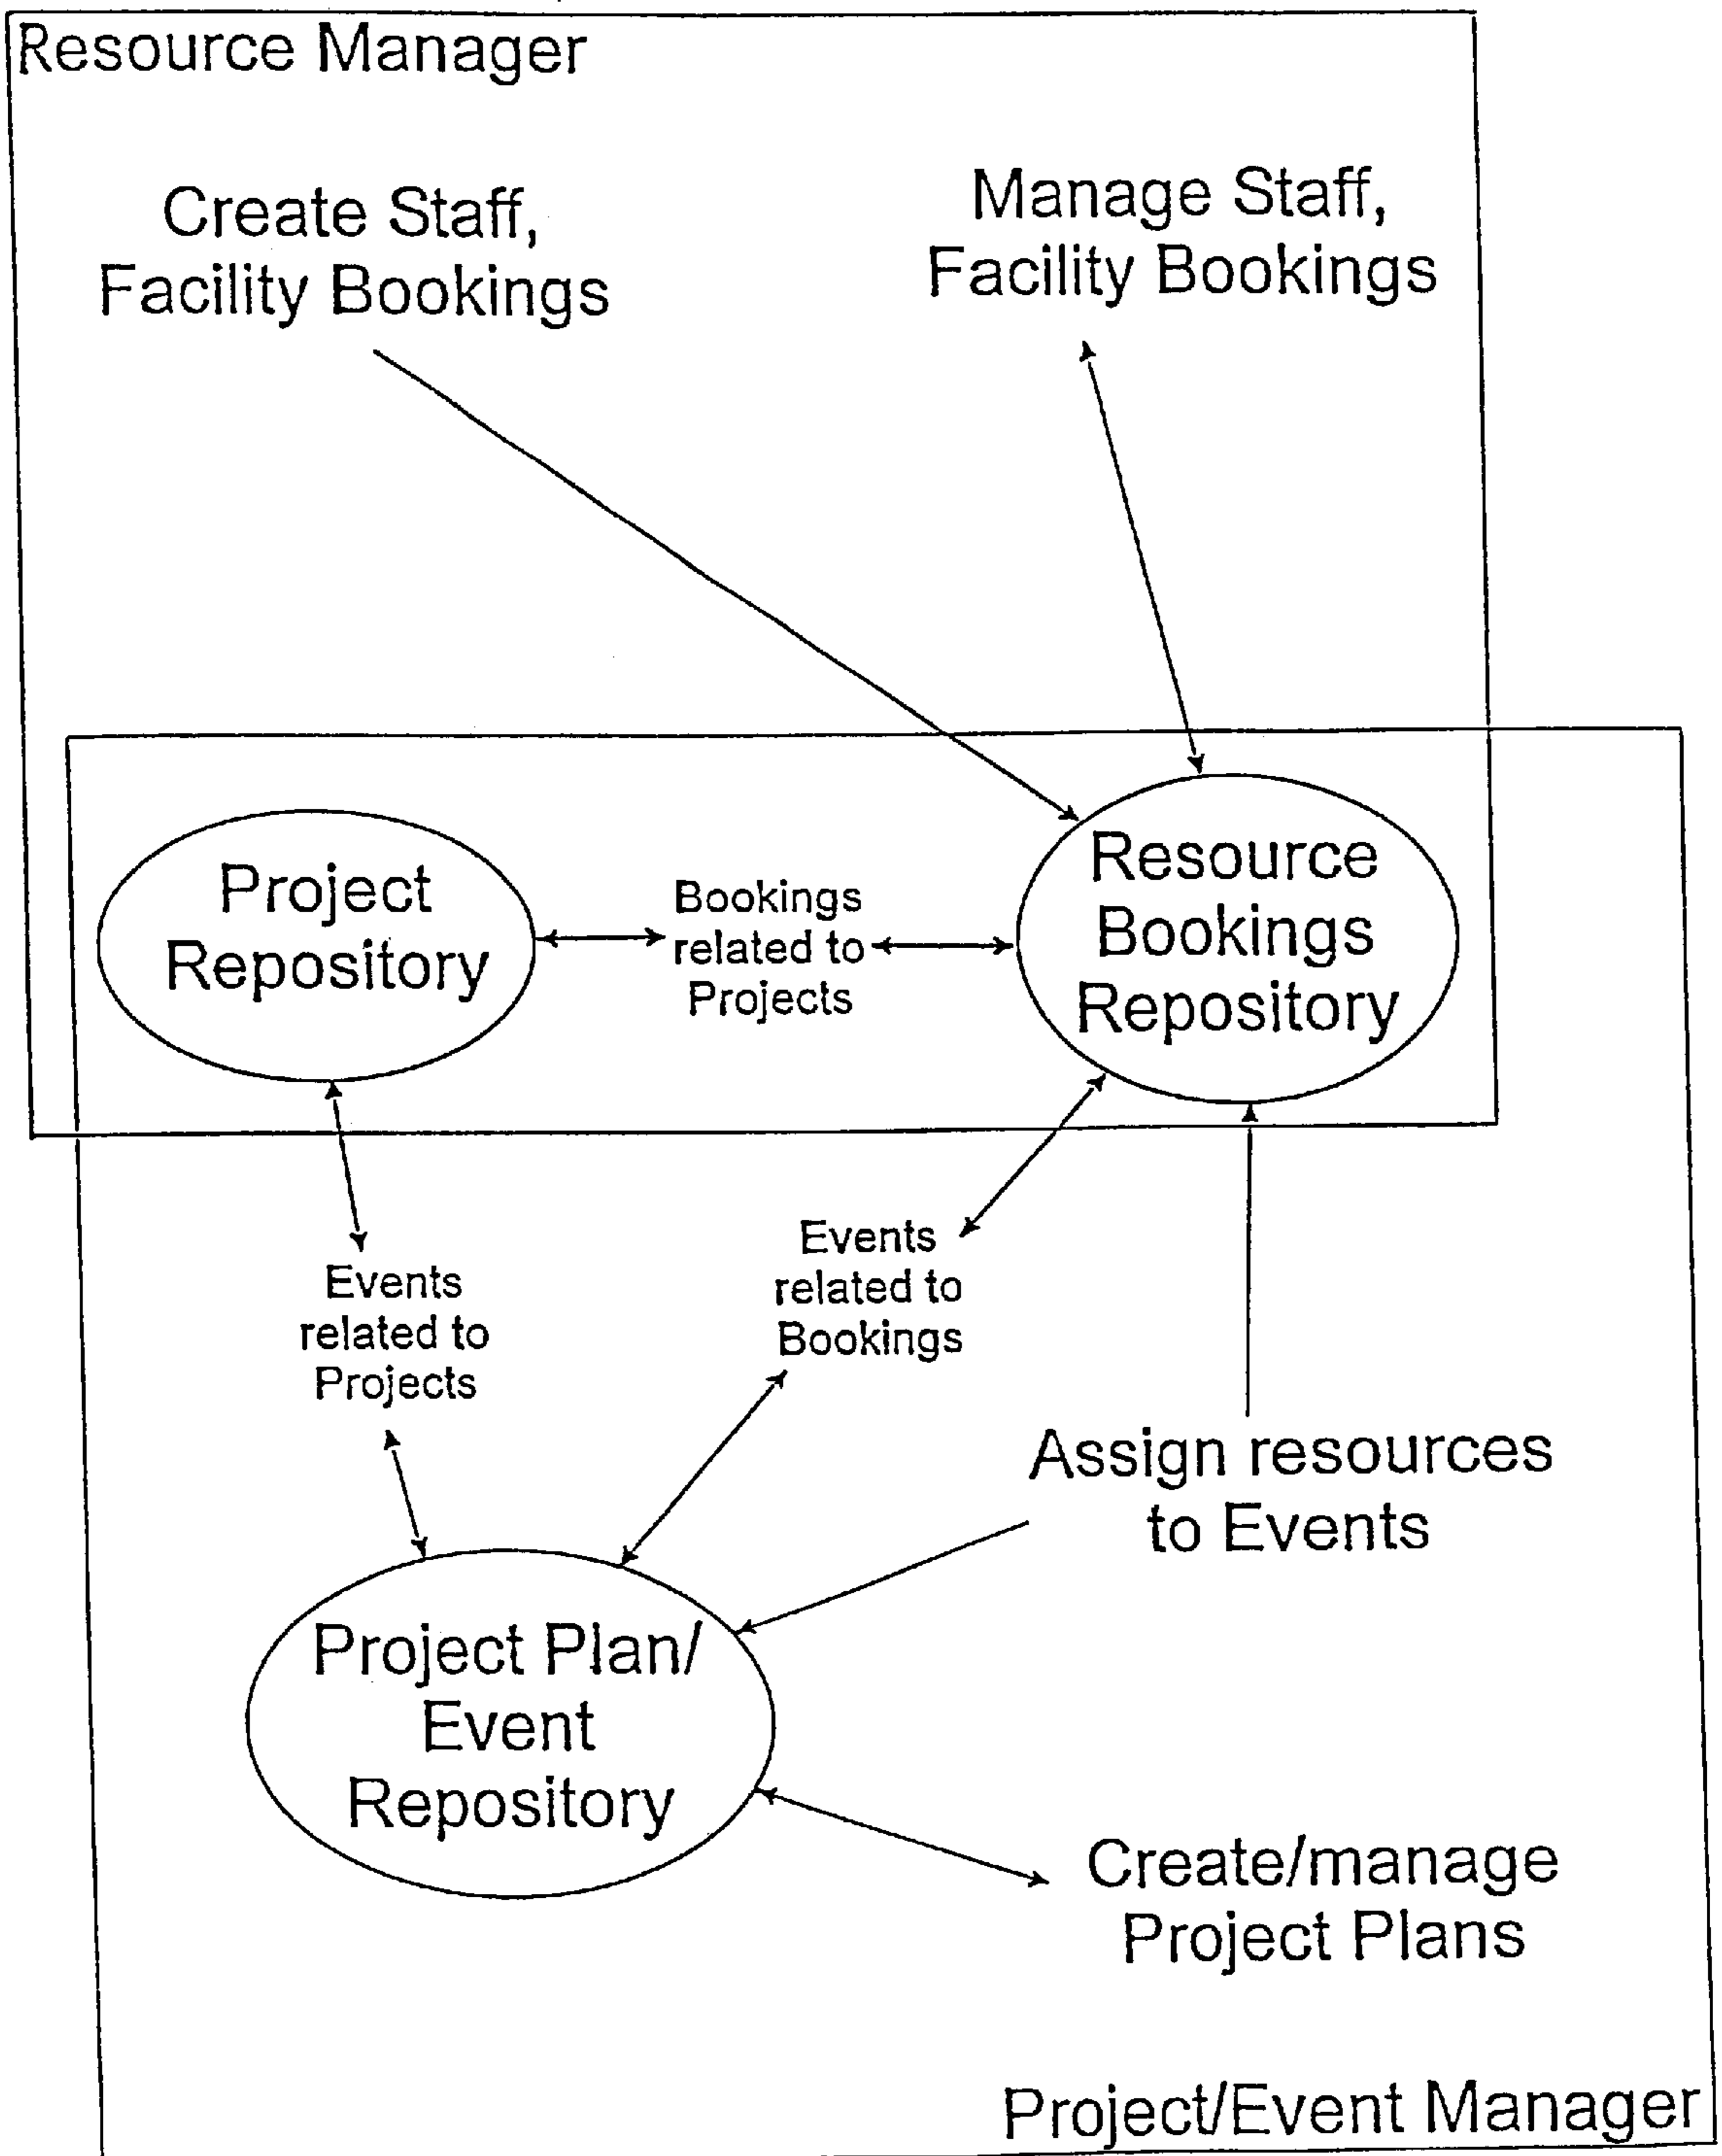 Resource Manager
Create Staff,
Facility Bookings
Manage Staff,
Facility Bookings
Project
Repository
Bookings
related to
Projects
Resource
Bookings
Repository
Events
related to
Projects
Events
related to
Bookings
Assign resources
to Events
Project Plan/
Event
Repository
Create/manage
Project Plans
Project/Event Manager